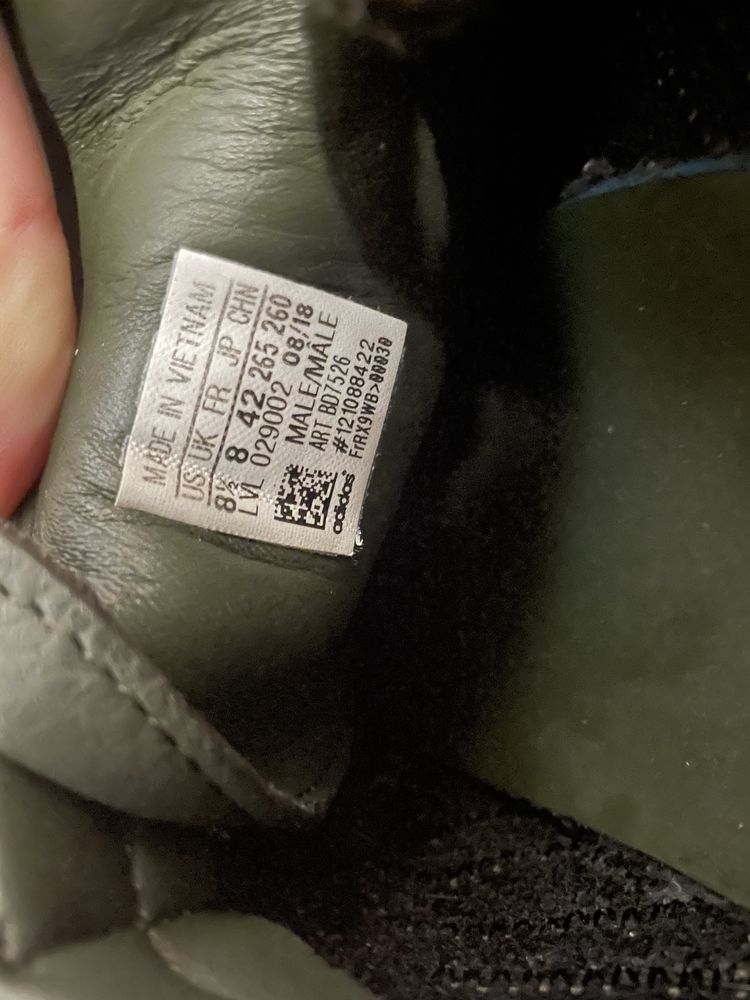 MADE IN VIETNAM
US UK FR JP CHN
8½ 8 42 265 260
LVL 029002 08/18
MALE/MÂLE
ART BD7526
#121088422
FrRX9WB>00030
adidas®